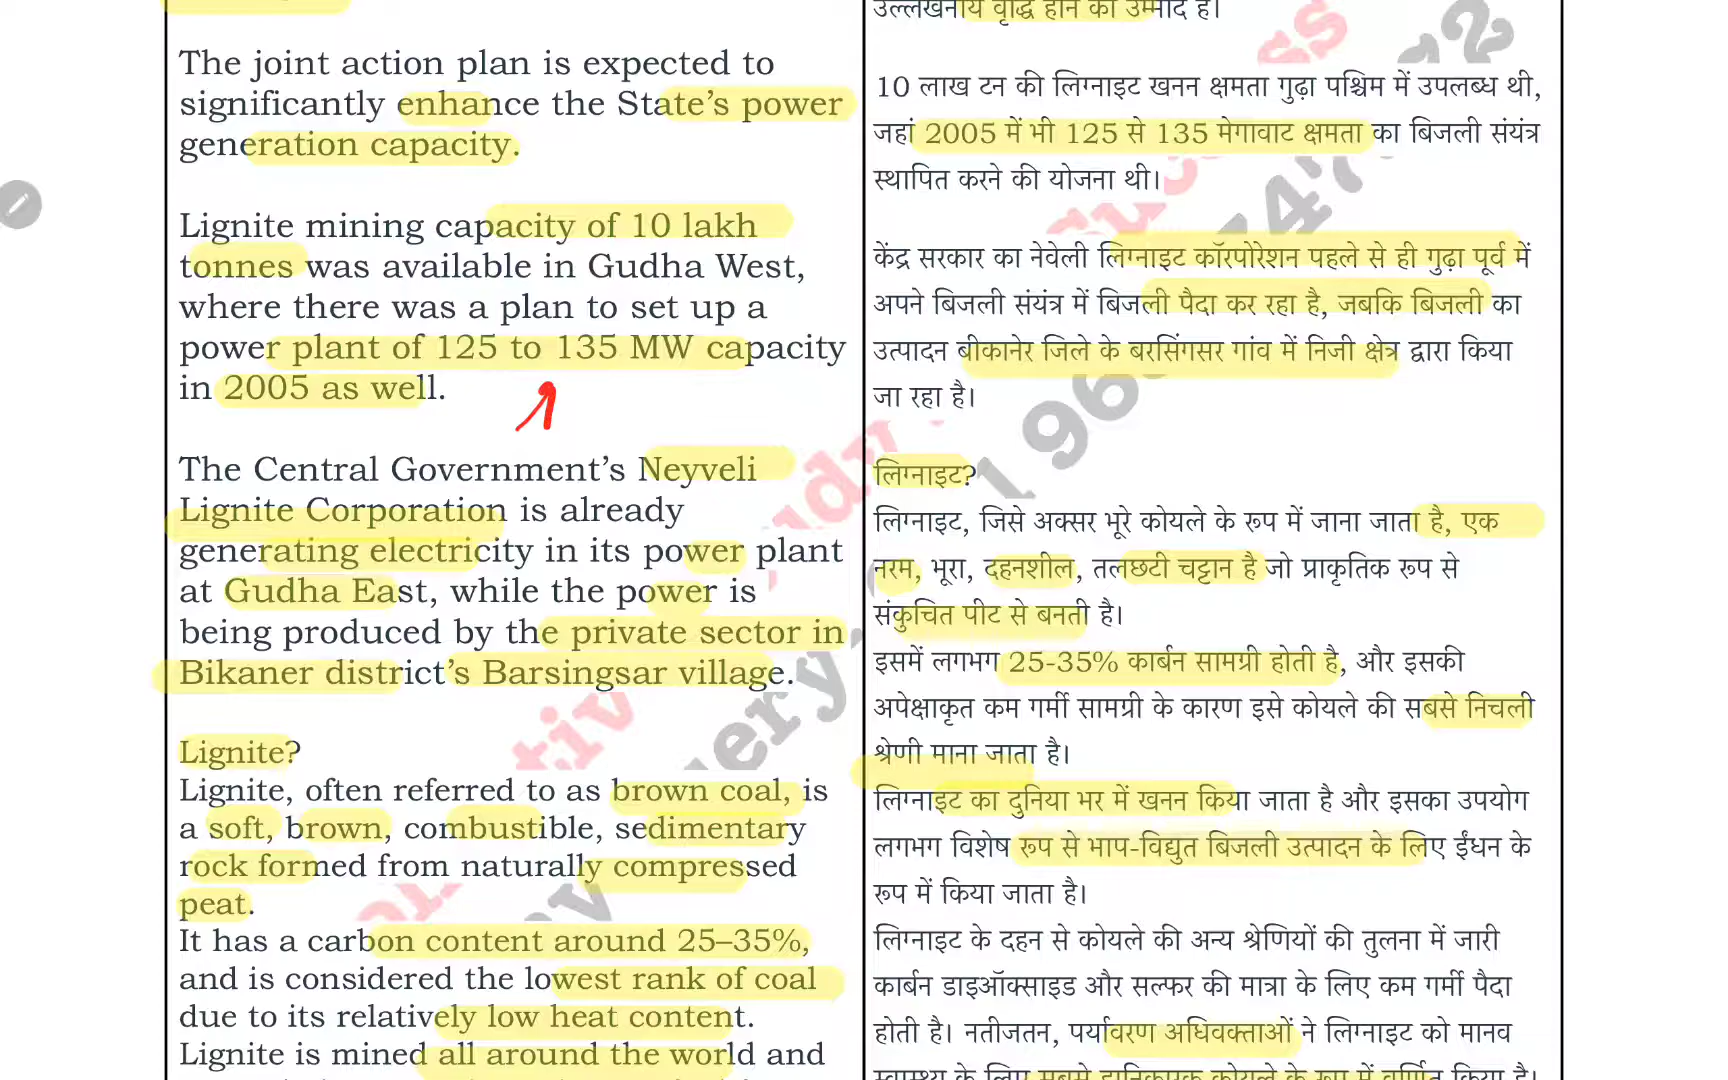 The joint action plan is expected to
significantly enhance the State's power
generation capacity.
Lignite mining capacity of 10 lakh
tonnes was available in Gudha West,
where there was a plan to set up a
power plant of 125 to 135 MW capacity
in 2005 as well.
The Central Government's Neyveli
Lignite Corporation is already
generating electricity in its power plant
at Gudha East, while the power is
being produced by the private sector in
Bikaner district's Barsingsar village.
Lignite?
Lignite, often referred to as brown coal, is
a soft, brown, combustible, sedimentary
rock formed from naturally compressed
peat.
It has a carbon content around 25–35%,
and is considered the lowest rank of coal
due to its relatively low heat content.
Lignite is mined all around the world and
उल्लेखनीय वृद्धि होने की उम्मीद है।
10 लाख टन की लिग्नाइट खनन क्षमता गुढ़ा पश्चिम में उपलब्ध थी,
जहां 2005 में भी 125 से 135 मेगावाट क्षमता का बिजली संयंत्र
स्थापित करने की योजना थी।
केंद्र सरकार का नेवेली लिग्नाइट कॉरपोरेशन पहले से ही गुढ़ा पूर्व में
अपने बिजली संयंत्र में बिजली पैदा कर रहा है, जबकि बिजली का
उत्पादन बीकानेर जिले के बरसिंगसर गांव में निजी क्षेत्र द्वारा किया
जा रहा है।
लिग्नाइट?
लिग्नाइट, जिसे अक्सर भूरे कोयले के रूप में जाना जाता है, एक
नरम, भूरा, दहनशील, तलछटी चट्टान है जो प्राकृतिक रूप से
संकुचित पीट से बनती है।
इसमें लगभग 25-35% कार्बन सामग्री होती है, और इसकी
अपेक्षाकृत कम गर्मी सामग्री के कारण इसे कोयले की सबसे निचली
श्रेणी माना जाता है।
लिग्नाइट का दुनिया भर में खनन किया जाता है और इसका उपयोग
लगभग विशेष रूप से भाप-विद्युत बिजली उत्पादन के लिए ईंधन के
रूप में किया जाता है।
लिग्नाइट के दहन से कोयले की अन्य श्रेणियों की तुलना में जारी
कार्बन डाइऑक्साइड और सल्फर की मात्रा के लिए कम गर्मी पैदा
होती है। नतीजतन, पर्यावरण अधिवक्ताओं ने लिग्नाइट को मानव
स्वास्थ्य के लिए सबसे हानिकारक कोयले के रूप में वर्णित किया है।